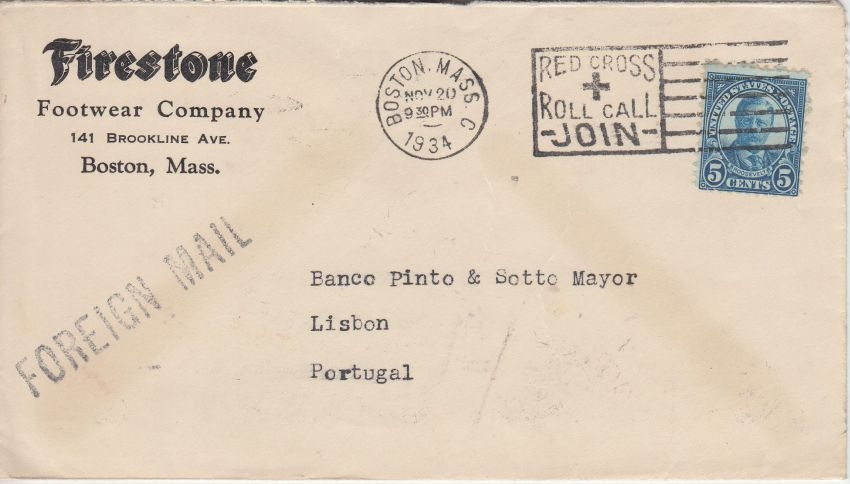 Firestone
Footwear Company
141 BROOKLINE AVE.
Boston, Mass.
BOSTON, MASS. C
NOV 20
9 30 PM
1934
RED CROSS
+
ROLL CALL
-JOIN-
UNITED STATES POSTAGE
ROOSEVELT
5 CENTS 5
FOREIGN MAIL
Banco Pinto & Sotto Mayor
Lisbon
Portugal